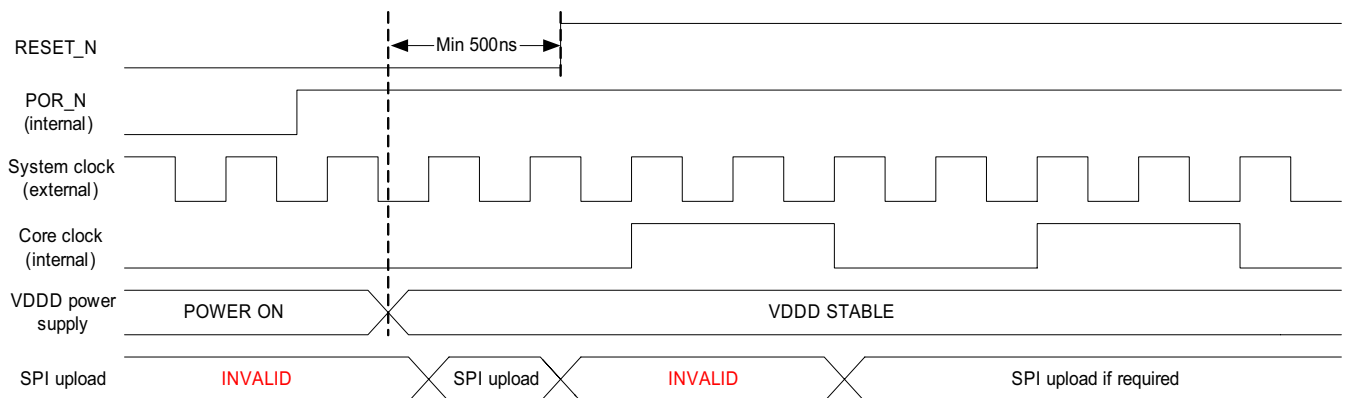 RESET_N
Min 500ns
POR_N
(internal)
System clock
(external)
Core clock
(internal)
VDDD power
supply
POWER ON
VDDD STABLE
SPI upload
INVALID
SPI upload
INVALID
SPI upload if required